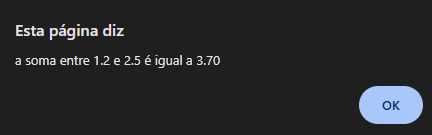 Esta página diz
a soma entre 1.2 e 2.5 é igual a 3.70
OK